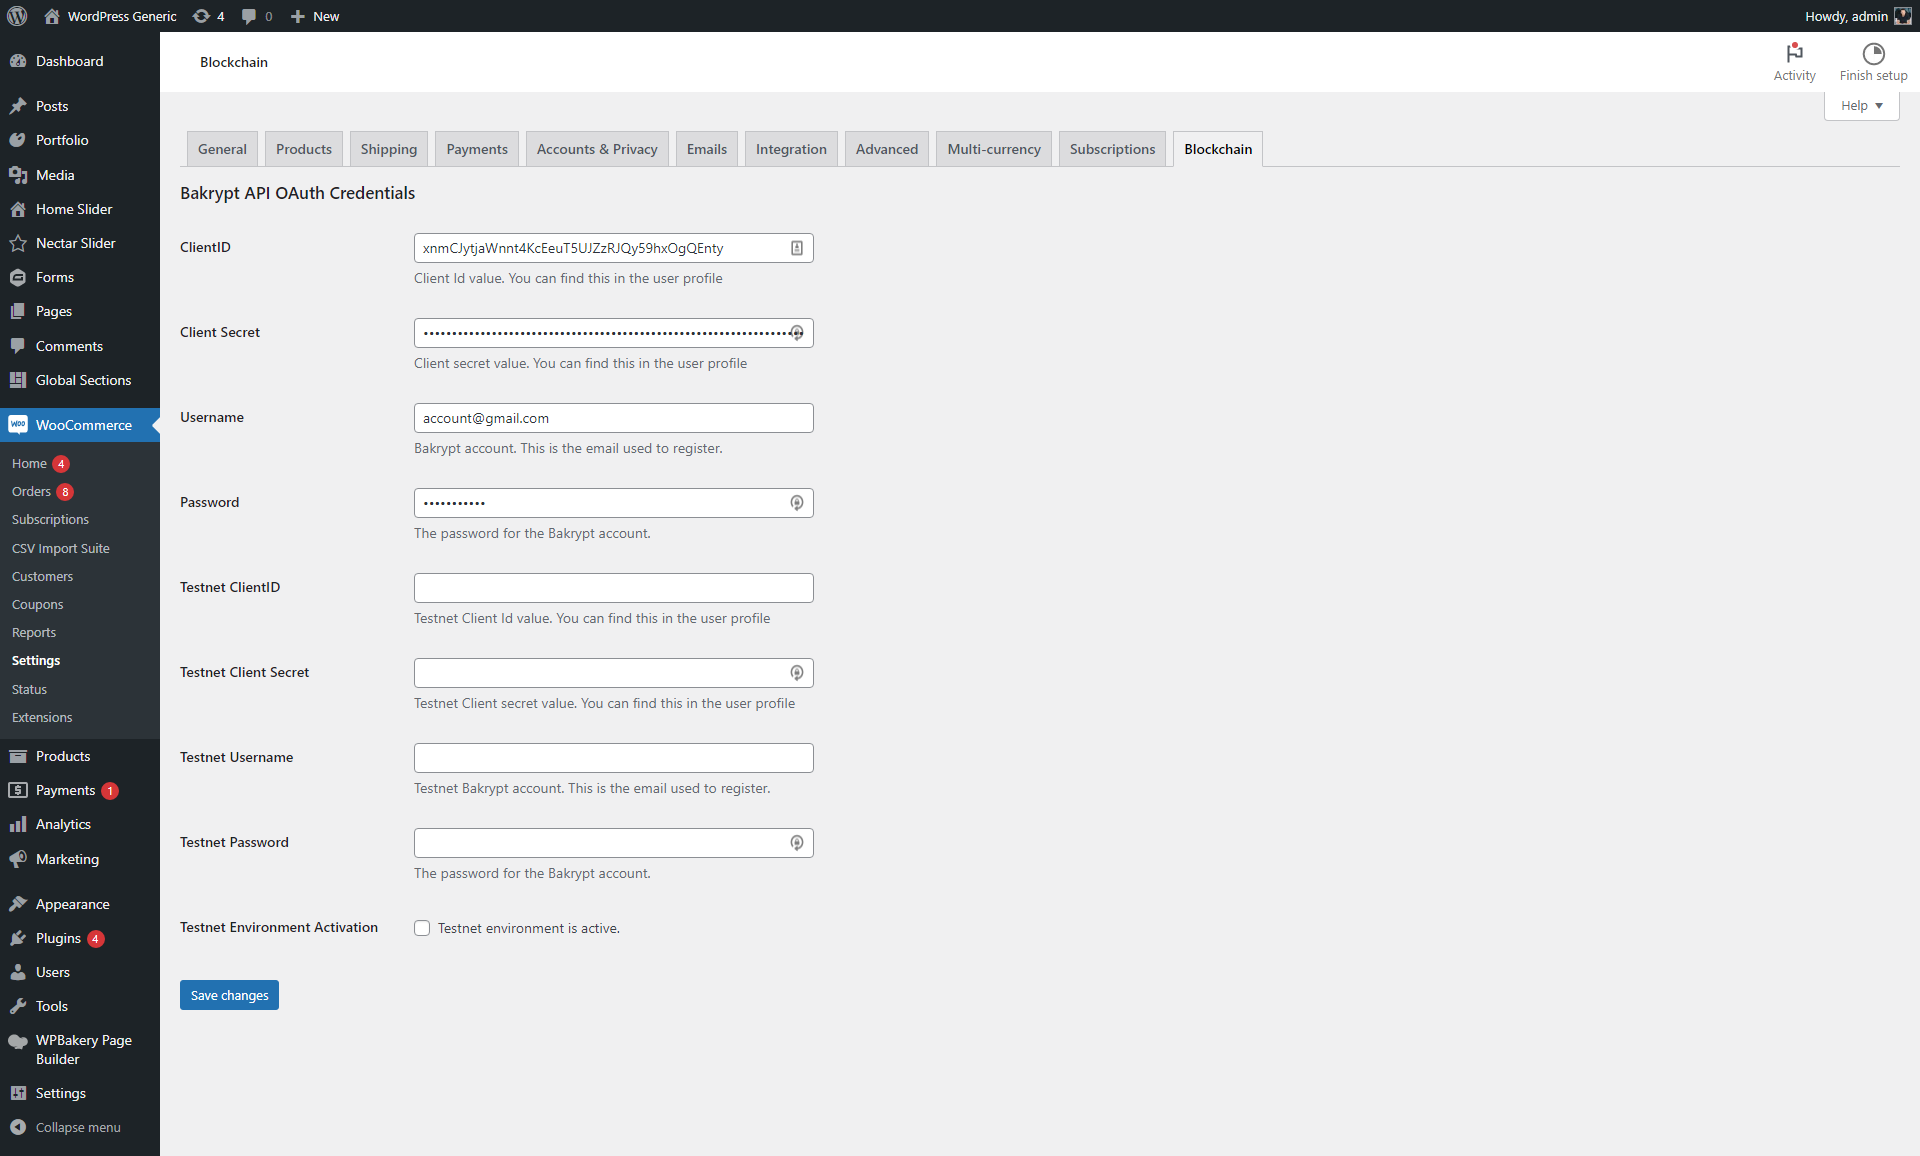 WordPress Generic 4 0 New
Howdy, admin
Dashboard
Posts
Portfolio
Media
Home Slider
Nectar Slider
Forms
Pages
Comments
Global Sections
WooCommerce
Home 4
Orders 8
Subscriptions
CSV Import Suite
Customers
Coupons
Reports
Settings
Status
Extensions
Products
Payments 1
Analytics
Marketing
Appearance
Plugins 4
Users
Tools
WPBakery Page
Builder
Settings
Collapse menu
Blockchain
Activity
Finish setup
Help
General Products Shipping Payments Accounts & Privacy Emails Integration Advanced Multi-currency Subscriptions Blockchain
Bakrypt API OAuth Credentials
ClientID
xnmCJytjaWnnt4KcEeuT5UJZzRJQy59hxOgQEnty
Client Id value. You can find this in the user profile
Client Secret
Client secret value. You can find this in the user profile
Username
account@gmail.com
Bakrypt account. This is the email used to register.
Password
The password for the Bakrypt account.
Testnet ClientID
Testnet Client Id value. You can find this in the user profile
Testnet Client Secret
Testnet Client secret value. You can find this in the user profile
Testnet Username
Testnet Bakrypt account. This is the email used to register.
Testnet Password
The password for the Bakrypt account.
Testnet Environment Activation
Testnet environment is active.
Save changes